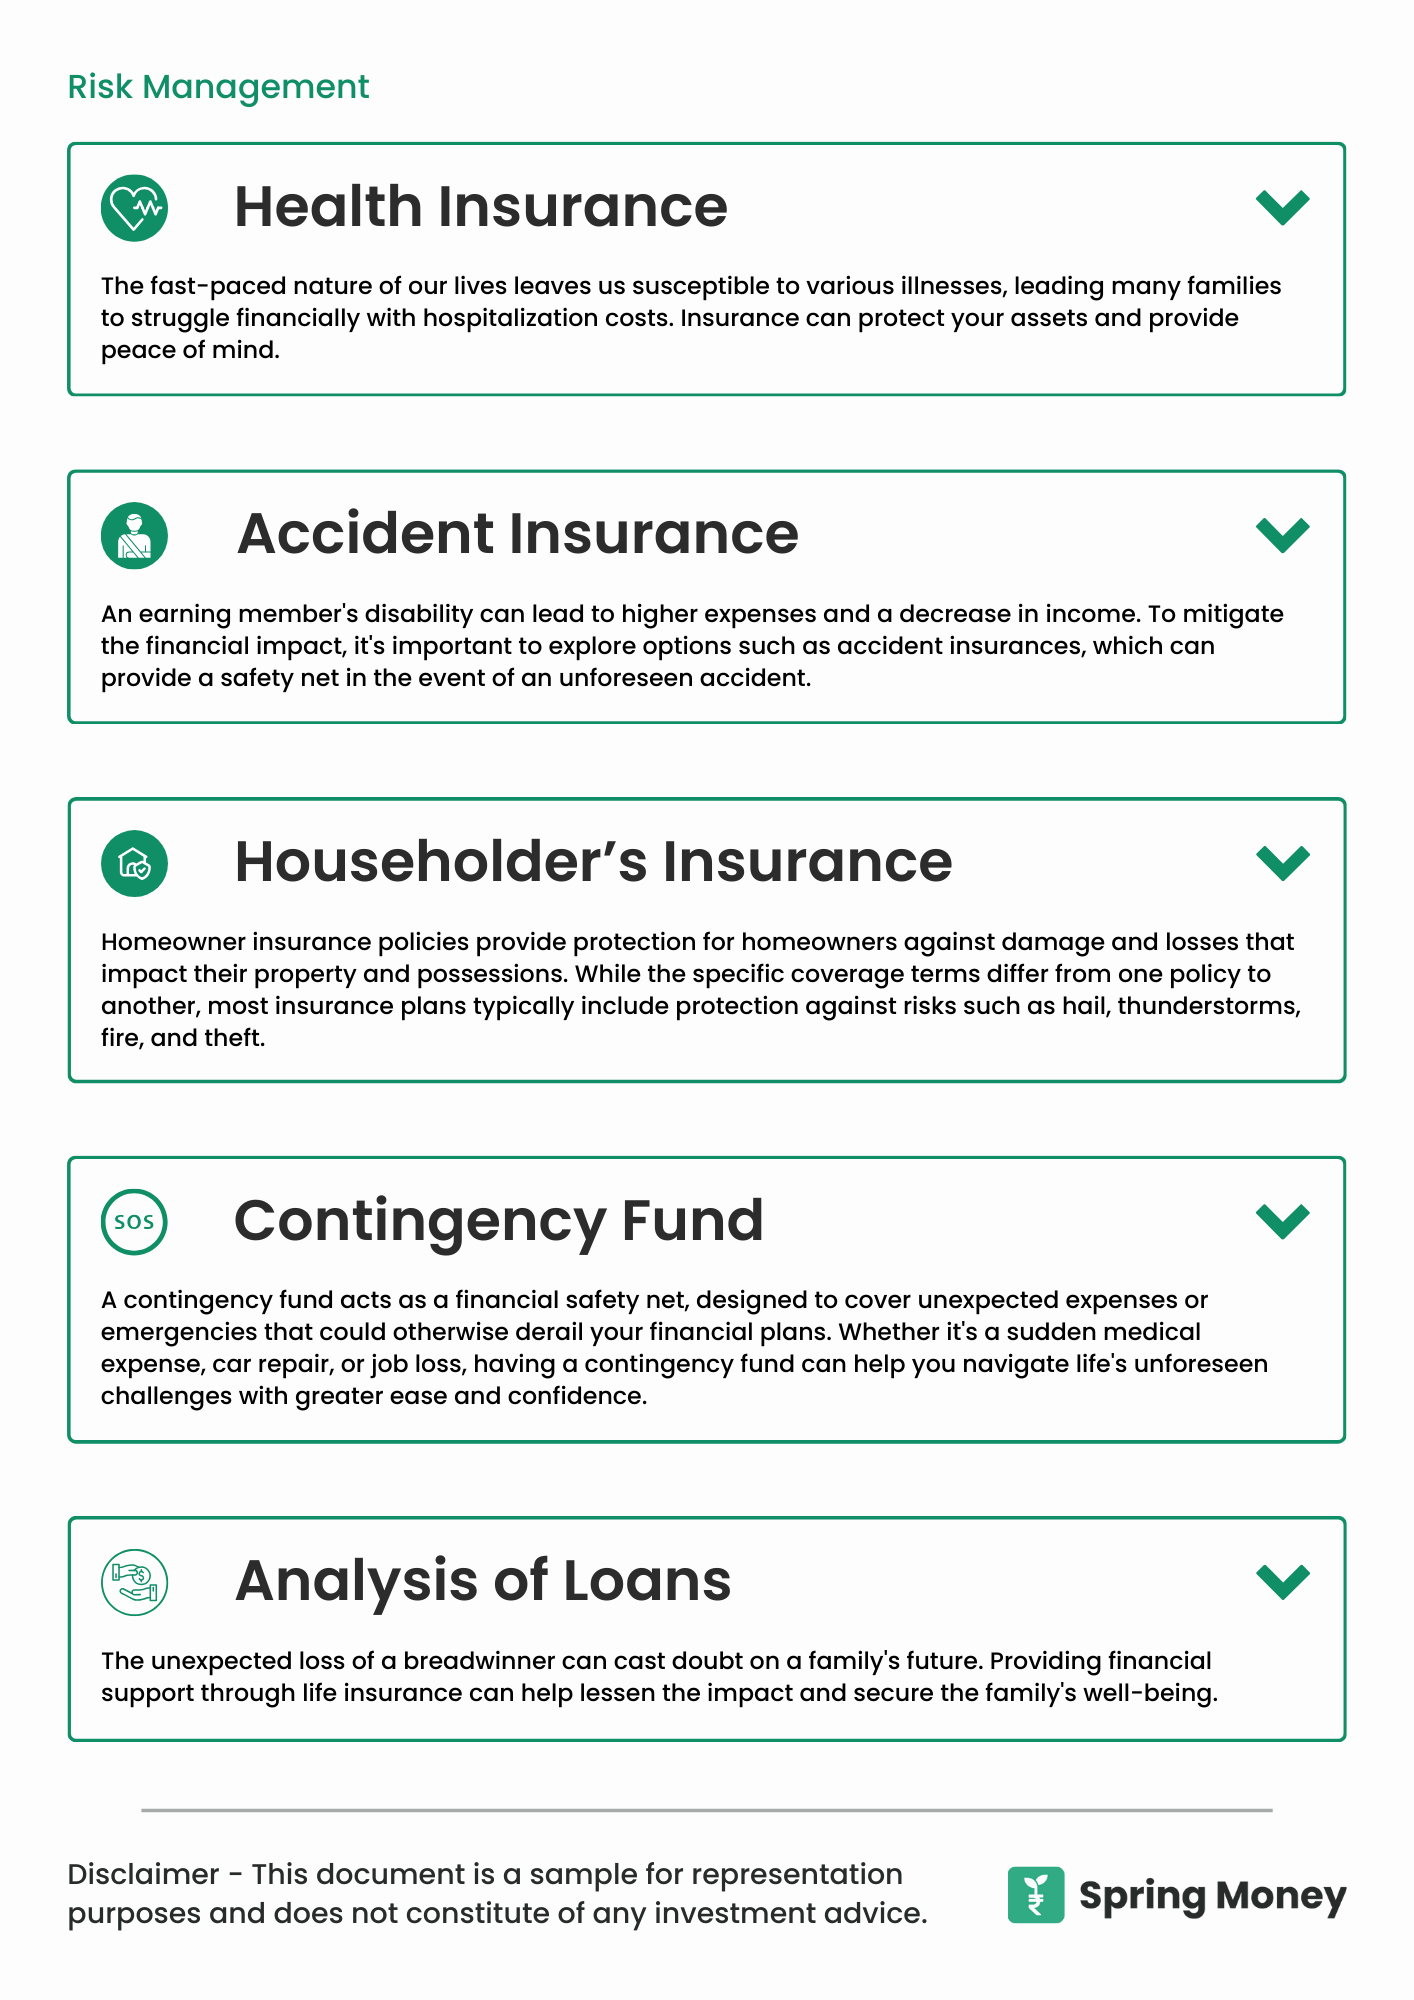 Risk Management
Health Insurance
The fast-paced nature of our lives leaves us susceptible to various illnesses, leading many families
to struggle financially with hospitalization costs. Insurance can protect your assets and provide
peace of mind.
Accident Insurance
An earning member's disability can lead to higher expenses and a decrease in income. To mitigate
the financial impact, it's important to explore options such as accident insurances, which can
provide a safety net in the event of an unforeseen accident.
Householder’s Insurance
Homeowner insurance policies provide protection for homeowners against damage and losses that
impact their property and possessions. While the specific coverage terms differ from one policy to
another, most insurance plans typically include protection against risks such as hail, thunderstorms,
fire, and theft.
SOS
Contingency Fund
A contingency fund acts as a financial safety net, designed to cover unexpected expenses or
emergencies that could otherwise derail your financial plans. Whether it's a sudden medical
expense, car repair, or job loss, having a contingency fund can help you navigate life's unforeseen
challenges with greater ease and confidence.
Analysis of Loans
The unexpected loss of a breadwinner can cast doubt on a family's future. Providing financial
support through life insurance can help lessen the impact and secure the family's well-being.
Disclaimer - This document is a sample for representation
purposes and does not constitute of any investment advice.
Spring Money